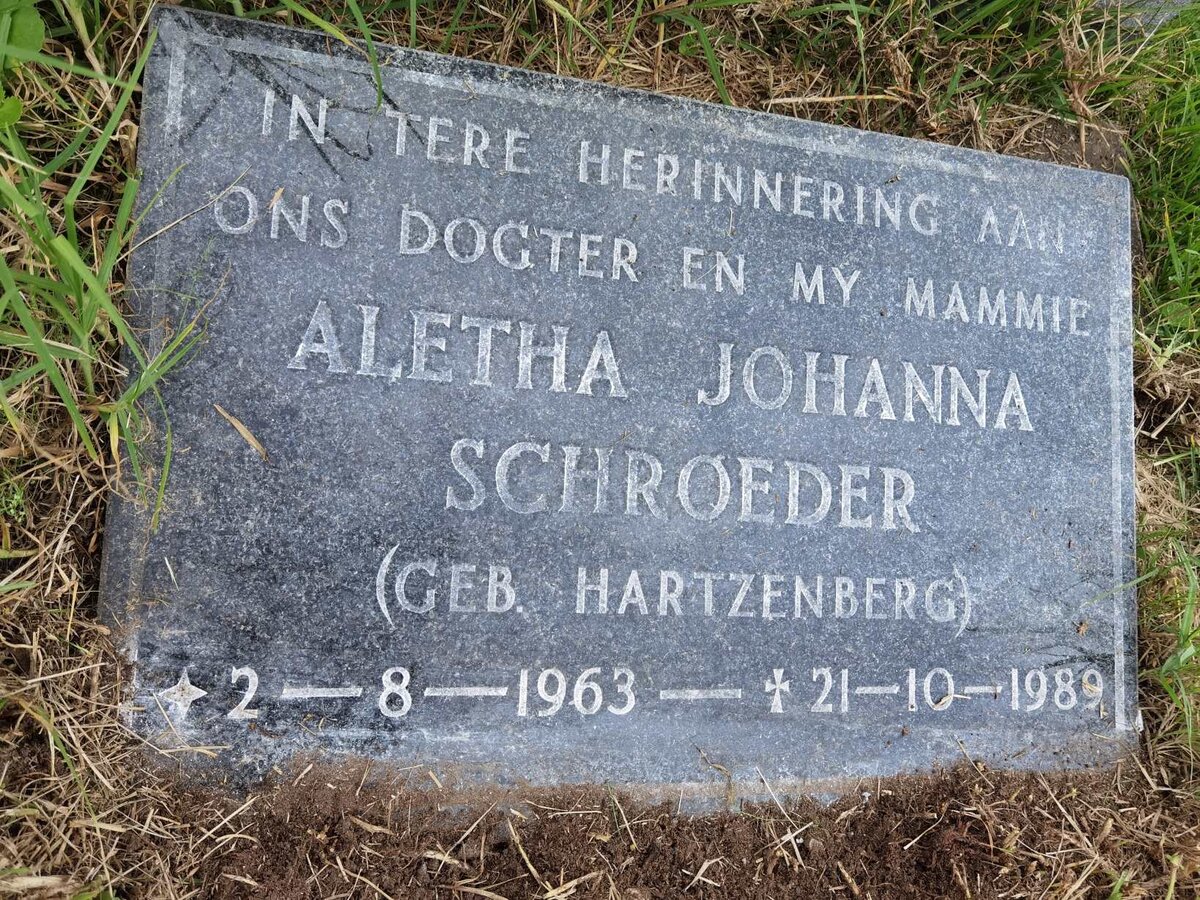 IN TERE HERINNERING AAN
ONS DOGTER EN MY MAMMIE
ALETHA JOHANNA
SCHROEDER
(GEB. HARTZENBERG)
✧ 2 — 8 — 1963 — ✝ 21 — 10 — 1989